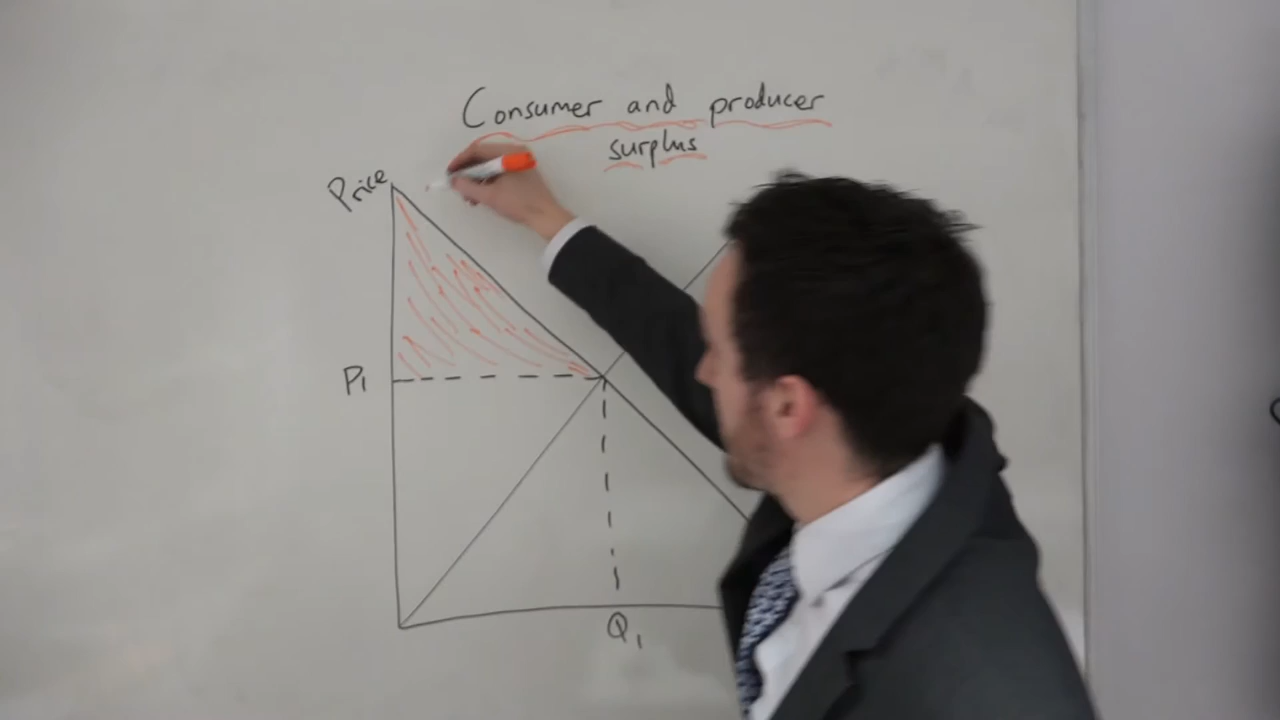 Consumer and producer
surplus
Price
P1
Q1